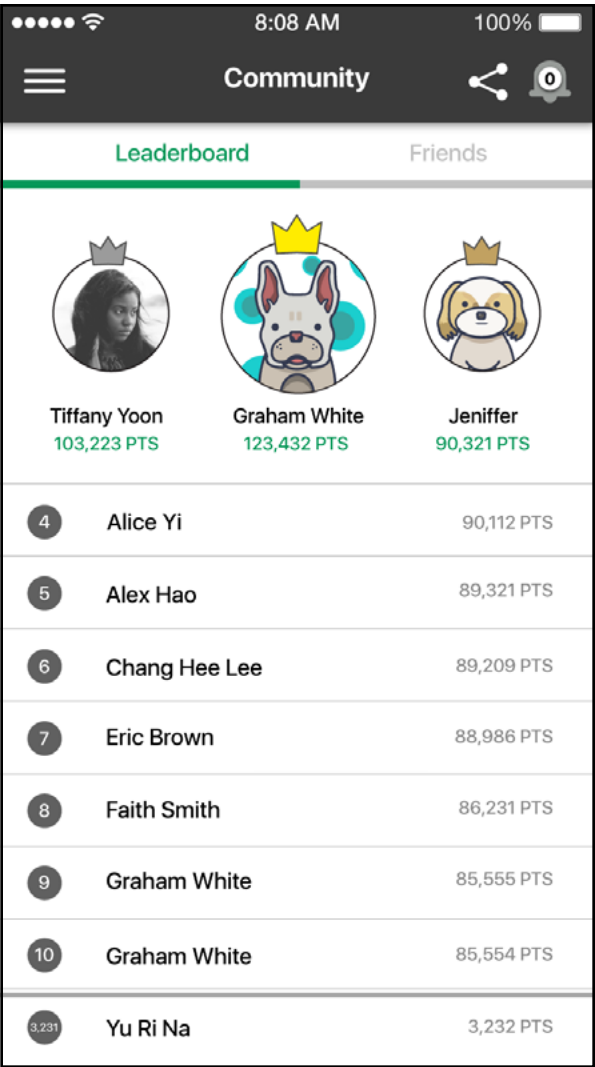 8:08 AM 100%
Community 0
Leaderboard Friends
Tiffany Yoon Graham White Jeniffer
103,223 PTS 123,432 PTS 90,321 PTS
4 Alice Yi 90,112 PTS
5 Alex Hao 89,321 PTS
6 Chang Hee Lee 89,209 PTS
7 Eric Brown 88,986 PTS
8 Faith Smith 86,231 PTS
9 Graham White 85,555 PTS
10 Graham White 85,554 PTS
3,231 Yu Ri Na 3,232 PTS